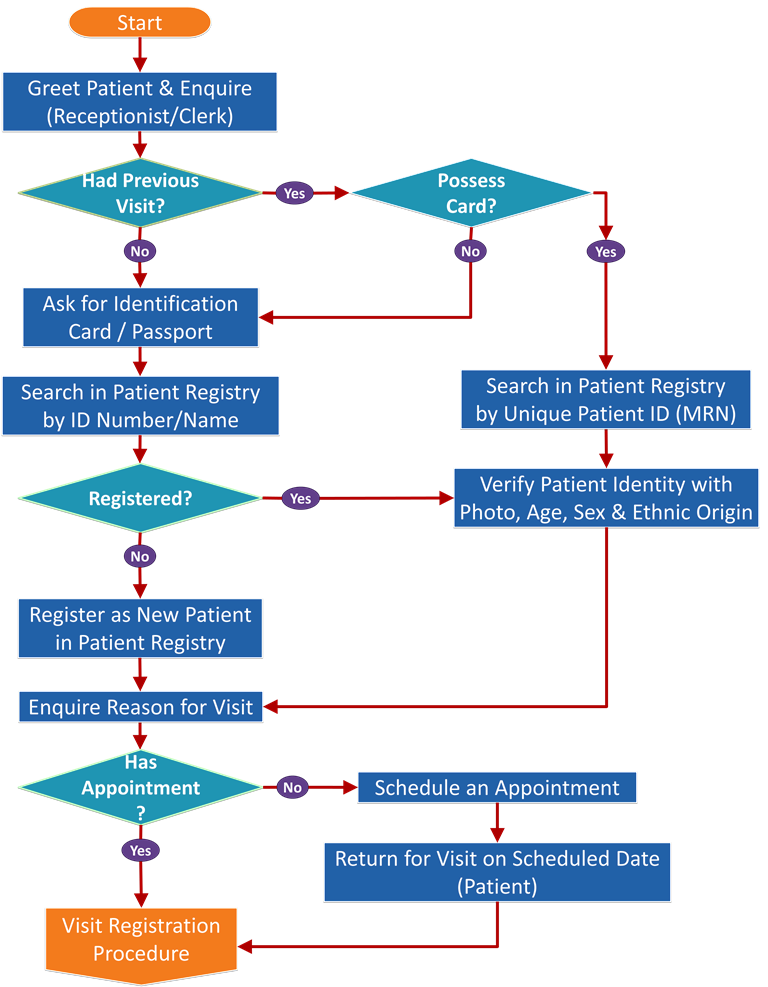 Start
Greet Patient & Enquire
(Receptionist/Clerk)
Had Previous
Visit?
Yes
Possess
Card?
No
No
Yes
Ask for Identification
Card / Passport
Search in Patient Registry
by ID Number/Name
Search in Patient Registry
by Unique Patient ID (MRN)
Registered?
Yes
Verify Patient Identity with
Photo, Age, Sex & Ethnic Origin
No
Register as New Patient
in Patient Registry
Enquire Reason for Visit
Has
Appointment
?
No
Schedule an Appointment
Yes
Return for Visit on Scheduled Date
(Patient)
Visit Registration
Procedure